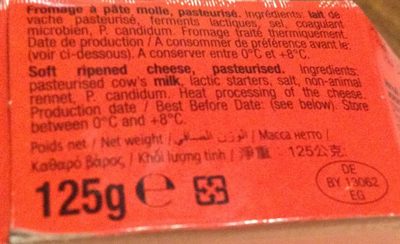 Fromage à pâte molle, pasteurisé. Ingrédients: lait de
vache pasteurisé, ferments lactiques, sel, coagulant
microbien, P. candidum. Fromage traité thermiquement.
Date de production / A consommer de préférence avant le:
(voir ci-dessous). A conserver entre 0°C et +8°C.
Soft ripened cheese, pasteurised. Ingredients:
pasteurised cow's milk, lactic starters, salt, non-animal
rennet, P. candidum. Heat processing of the cheese.
Production date / Best Before Date: (see below). Store
between 0°C and +8°C.
Poids net / Net weight / الوزن الصافي / Масса нетто /
Καθαρό βάρος / Khối lượng tịnh / 淨重 : 125公克.
125g ℮
DE
BY 13062
EG